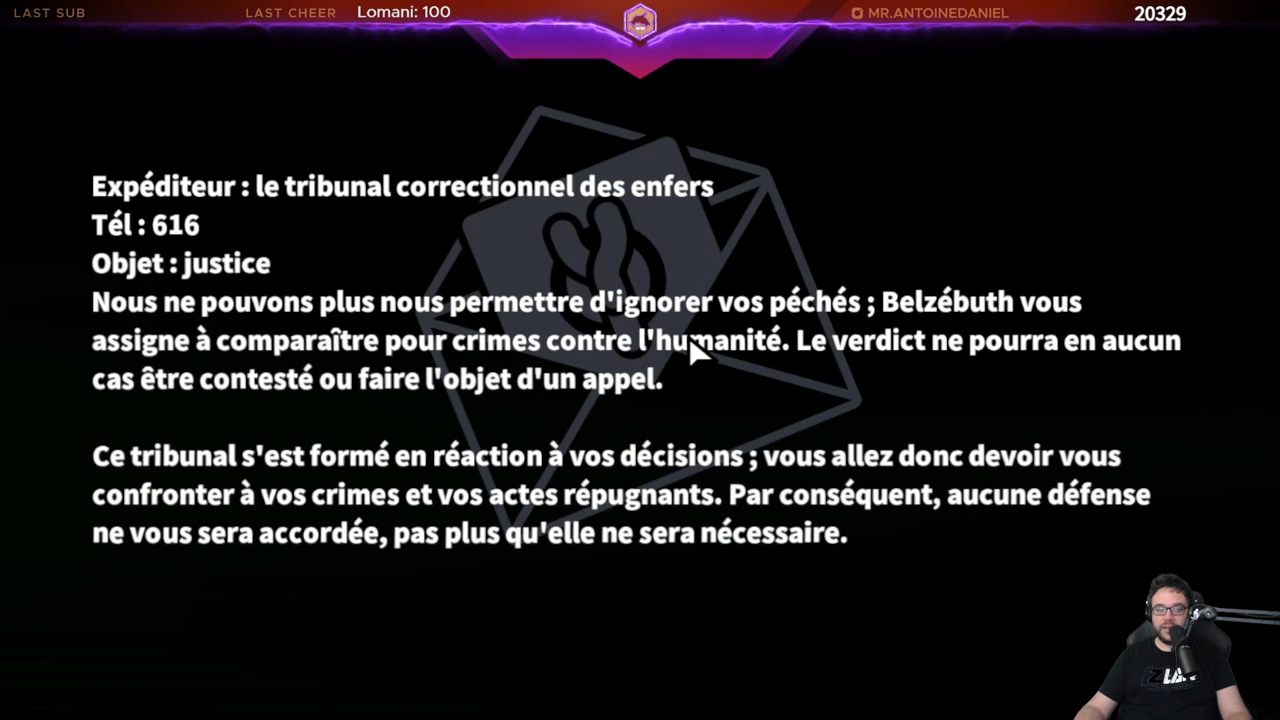 LAST SUB
LAST CHEER Lomani: 100
MR.ANTOINEDANIEL
20329
Expéditeur : le tribunal correctionnel des enfers
Tél : 616
Objet : justice
Nous ne pouvons plus nous permettre d'ignorer vos péchés ; Belzébuth vous
assigne à comparaître pour crimes contre l'humanité. Le verdict ne pourra en aucun
cas être contesté ou faire l'objet d'un appel.
Ce tribunal s'est formé en réaction à vos décisions ; vous allez donc devoir vous
confronter à vos crimes et vos actes répugnants. Par conséquent, aucune défense
ne vous sera accordée, pas plus qu'elle ne sera nécessaire.